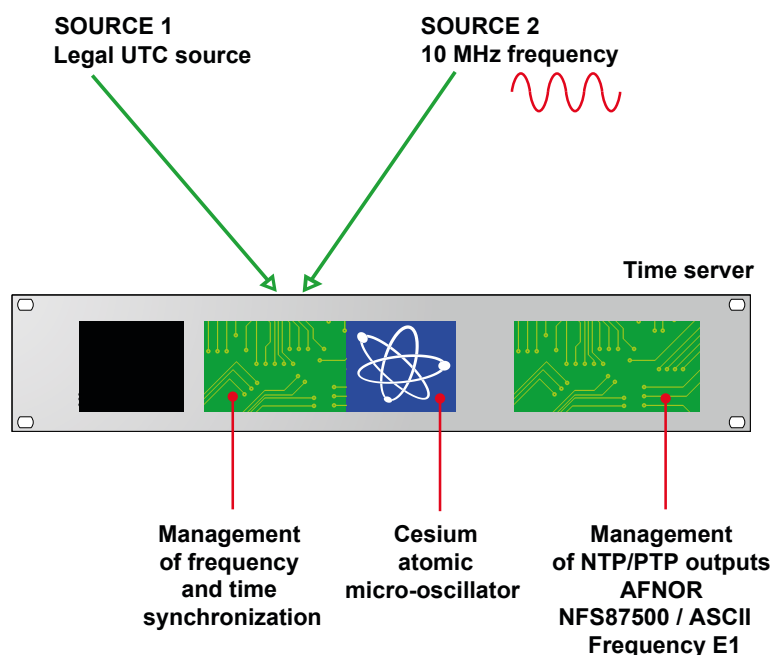 SOURCE 1
Legal UTC source
SOURCE 2
10 MHz frequency
Time server
Management
of frequency
and time
synchronization
Cesium
atomic
micro-oscillator
Management
of NTP/PTP outputs
AFNOR
NFS87500 / ASCII
Frequency E1